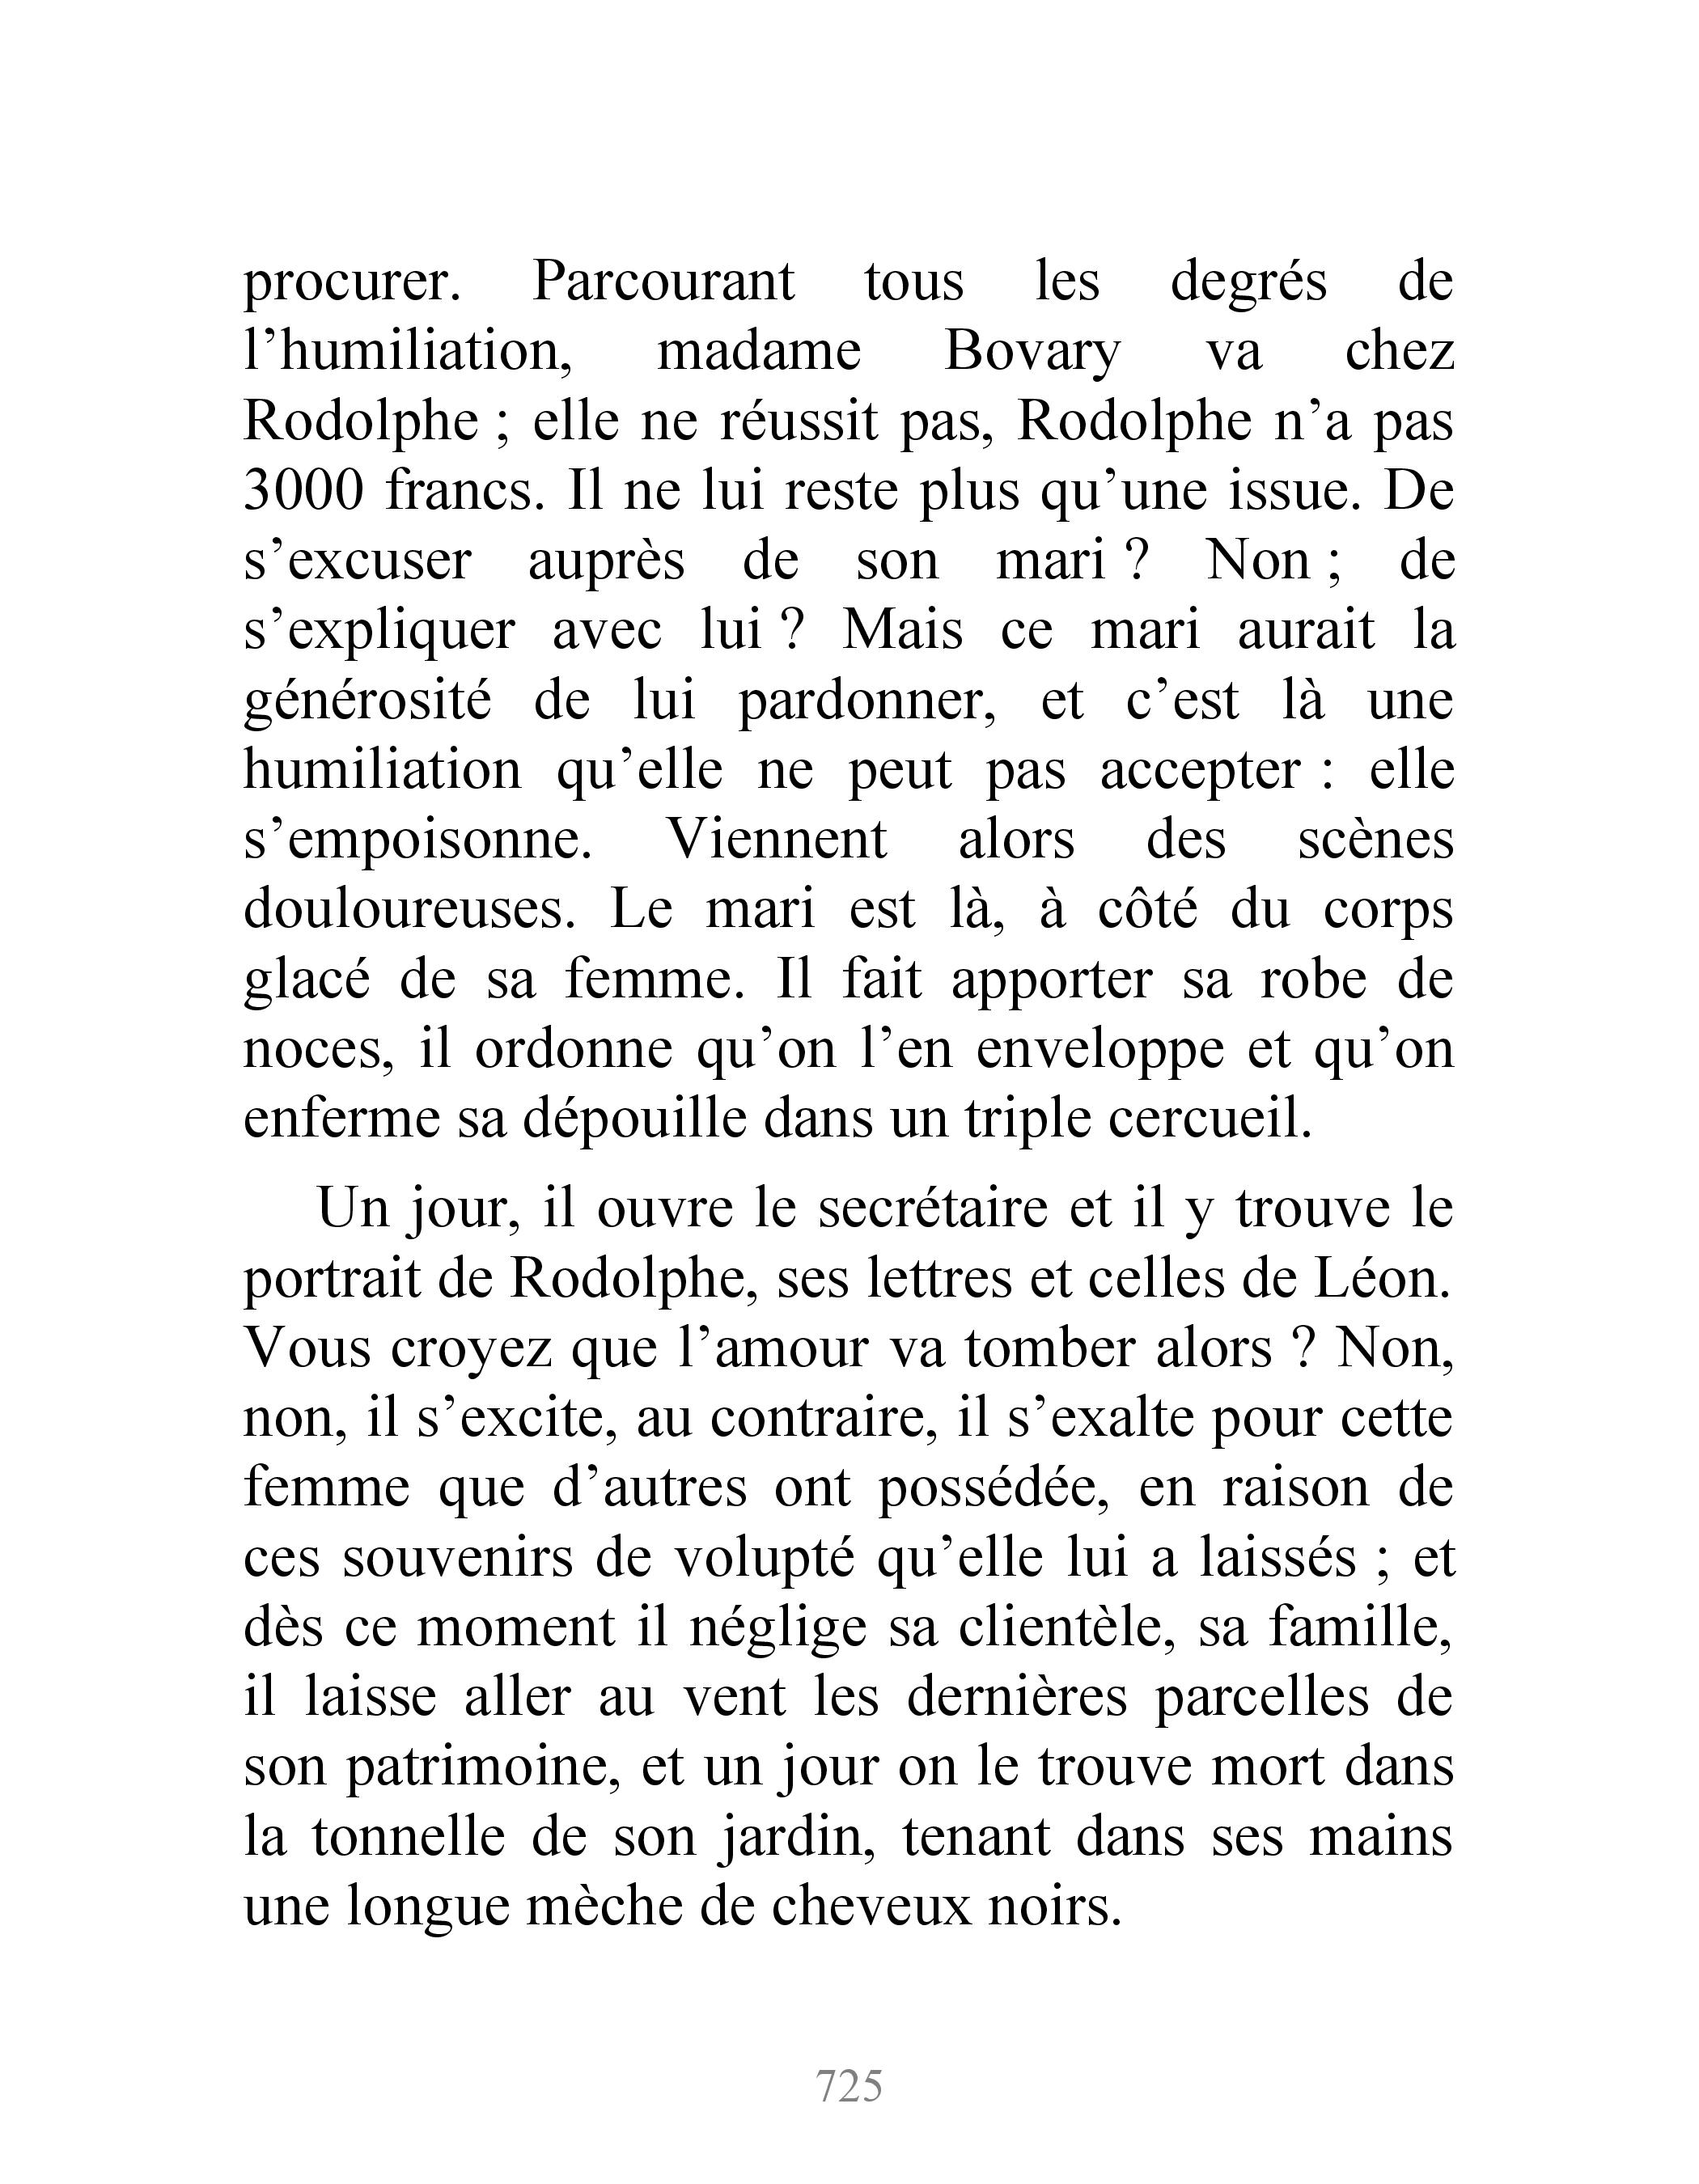 procurer. Parcourant tous les degrés de
l’humiliation, madame Bovary va chez
Rodolphe ; elle ne réussit pas, Rodolphe n’a pas
3000 francs. Il ne lui reste plus qu’une issue. De
s’excuser auprès de son mari ? Non ; de
s’expliquer avec lui ? Mais ce mari aurait la
générosité de lui pardonner, et c’est là une
humiliation qu’elle ne peut pas accepter : elle
s’empoisonne. Viennent alors des scènes
douloureuses. Le mari est là, à côté du corps
glacé de sa femme. Il fait apporter sa robe de
noces, il ordonne qu’on l’en enveloppe et qu’on
enferme sa dépouille dans un triple cercueil.
Un jour, il ouvre le secrétaire et il y trouve le
portrait de Rodolphe, ses lettres et celles de Léon.
Vous croyez que l’amour va tomber alors ? Non,
non, il s’excite, au contraire, il s’exalte pour cette
femme que d’autres ont possédée, en raison de
ces souvenirs de volupté qu’elle lui a laissés ; et
dès ce moment il néglige sa clientèle, sa famille,
il laisse aller au vent les dernières parcelles de
son patrimoine, et un jour on le trouve mort dans
la tonnelle de son jardin, tenant dans ses mains
une longue mèche de cheveux noirs.
725